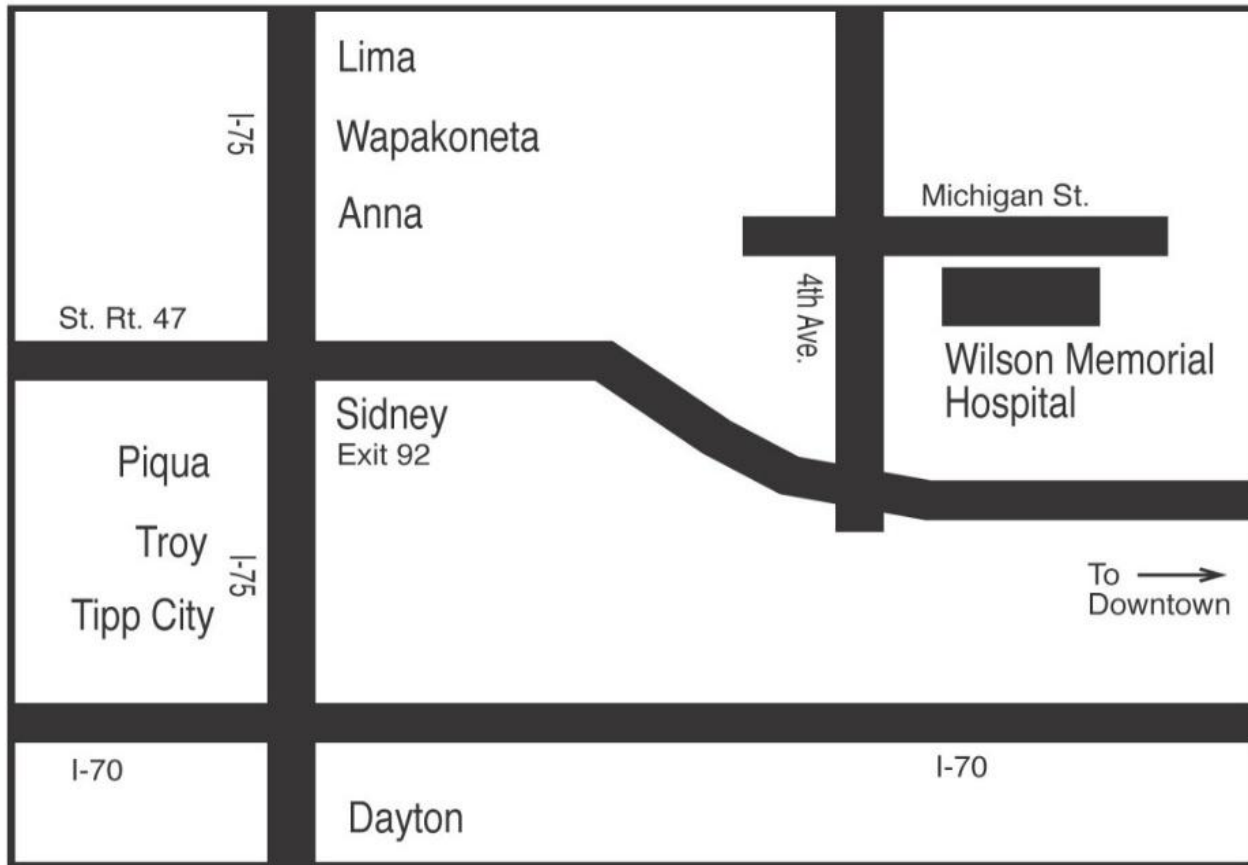 Lima
I-75
Wapakoneta
Michigan St.
Anna
4th Ave.
St. Rt. 47
Wilson Memorial
Hospital
Sidney
Exit 92
Piqua
Troy
I-75
Tipp City
To
Downtown
I-70
I-70
Dayton